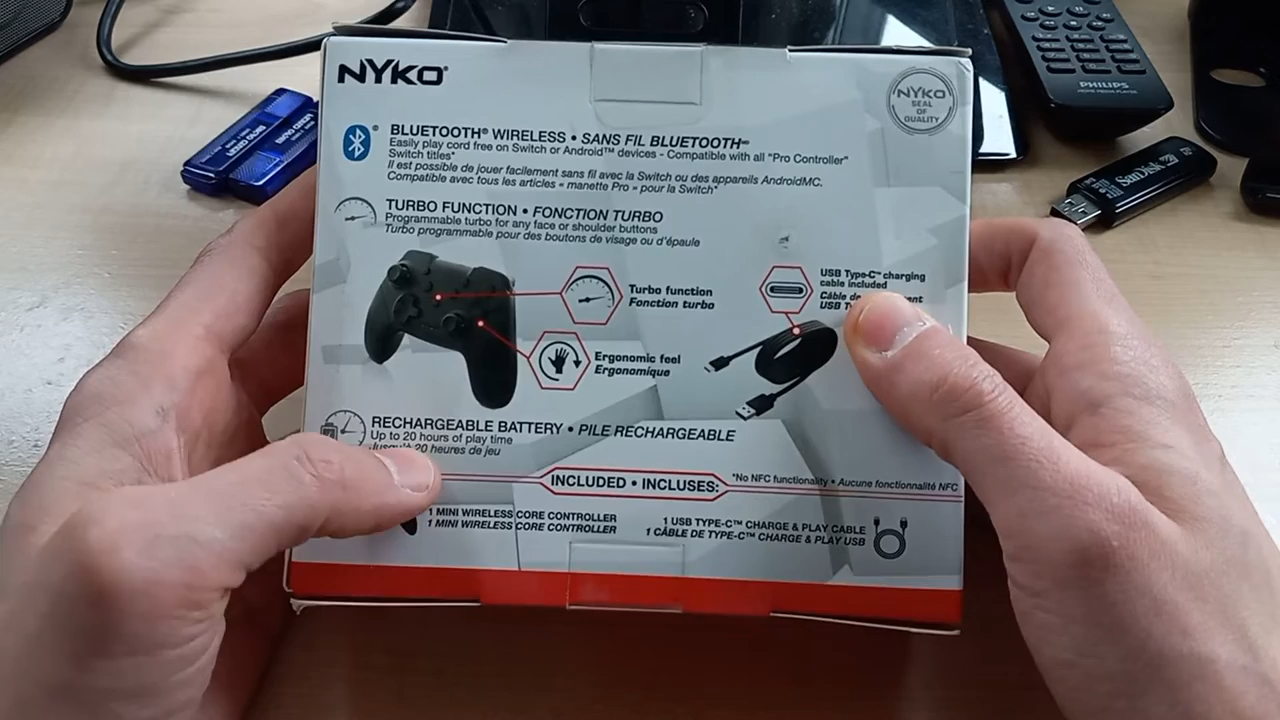 NYKO®
NYKO
SEAL
OF
QUALITY
BLUETOOTH® WIRELESS • SANS FIL BLUETOOTH
Easily play cord free on Switch or Android™ devices - Compatible with all "Pro Controller"
Switch titles*
Il est possible de jouer facilement sans fil avec la Switch ou des appareils AndroidMC.
Compatible avec tous les articles « manette Pro » pour la Switch*
TURBO FUNCTION • FONCTION TURBO
Programmable turbo for any face or shoulder buttons
Turbo programmable pour des boutons de visage ou d'épaule
Turbo function
Fonction turbo
USB Type-C™ charging
cable included
Câble de
USB
Ergonomic feel
Ergonomique
RECHARGEABLE BATTERY • PILE RECHARGEABLE
Up to 20 hours of play time
Jusqu'à 20 heures de jeu
INCLUDED • INCLUSES:
*No NFC functionality • Aucune fonctionnalité NFC
1 MINI WIRELESS CORE CONTROLLER
1 MINI WIRELESS CORE CONTROLLER
1 USB TYPE-C™ CHARGE & PLAY CABLE
1 CÂBLE DE TYPE-C™ CHARGE & PLAY USB
PHILIPS
HOME MEDIA PLAYER
SanDisk